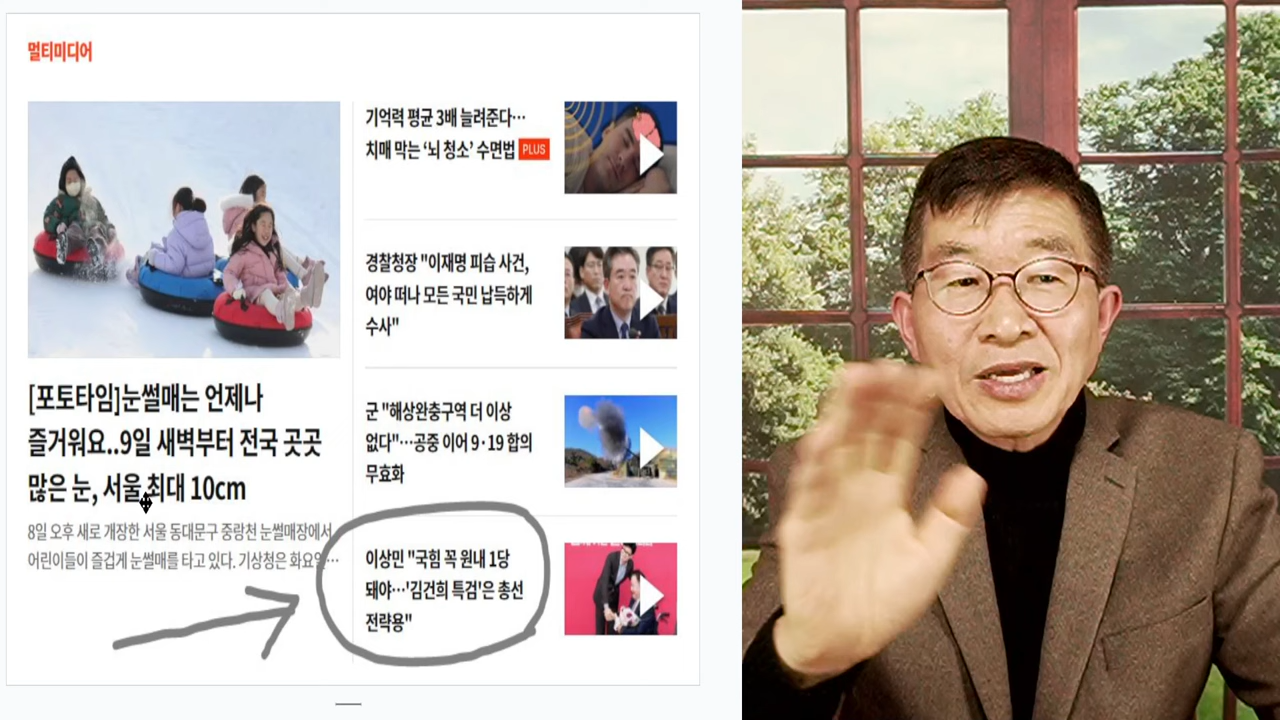 멀티미디어
[포토타임]눈썰매는 언제나
즐거워요..9일 새벽부터 전국 곳곳
많은 눈, 서울 최대 10cm
8일 오후 새로 개장한 서울 동대문구 중랑천 눈썰매장에서
어린이들이 즐겁게 눈썰매를 타고 있다. 기상청은 화요일…
기억력 평균 3배 늘려준다…
치매 막는 ‘뇌 청소’ 수면법 PLUS
경찰청장 "이재명 피습 사건,
여야 떠나 모든 국민 납득하게
수사"
군 "해상완충구역 더 이상
없다"…공중 이어 9·19 합의
무효화
이상민 "국힘 꼭 원내 1당
돼야…'김건희 특검'은 총선
전략용"